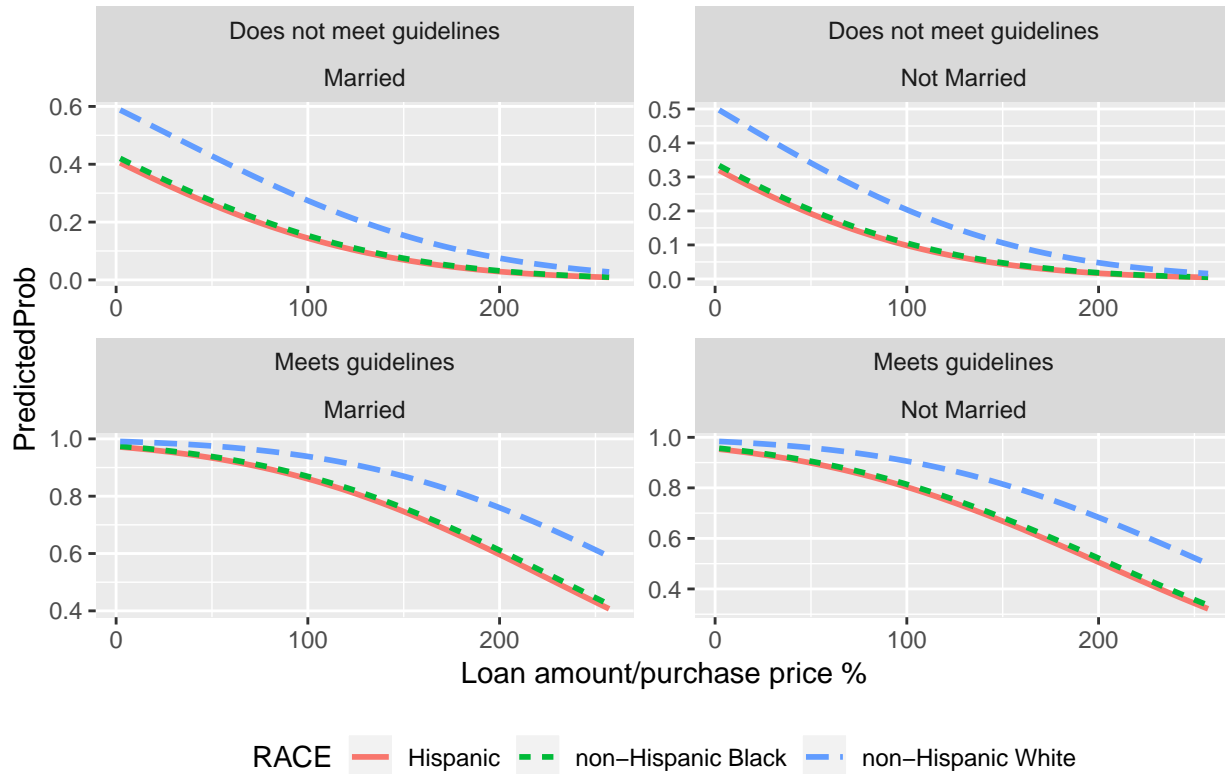 Does not meet guidelines
Married
Does not meet guidelines
Not Married
0.6
0.4
0.2
0.0
0.5
0.4
0.3
0.2
0.1
0.0
0
100
200
0
100
200
Meets guidelines
Married
Meets guidelines
Not Married
1.0
0.8
0.6
0.4
1.0
0.8
0.6
0.4
0
100
200
0
100
200
PredictedProb
Loan amount/purchase price %
RACE Hispanic non−Hispanic Black non−Hispanic White